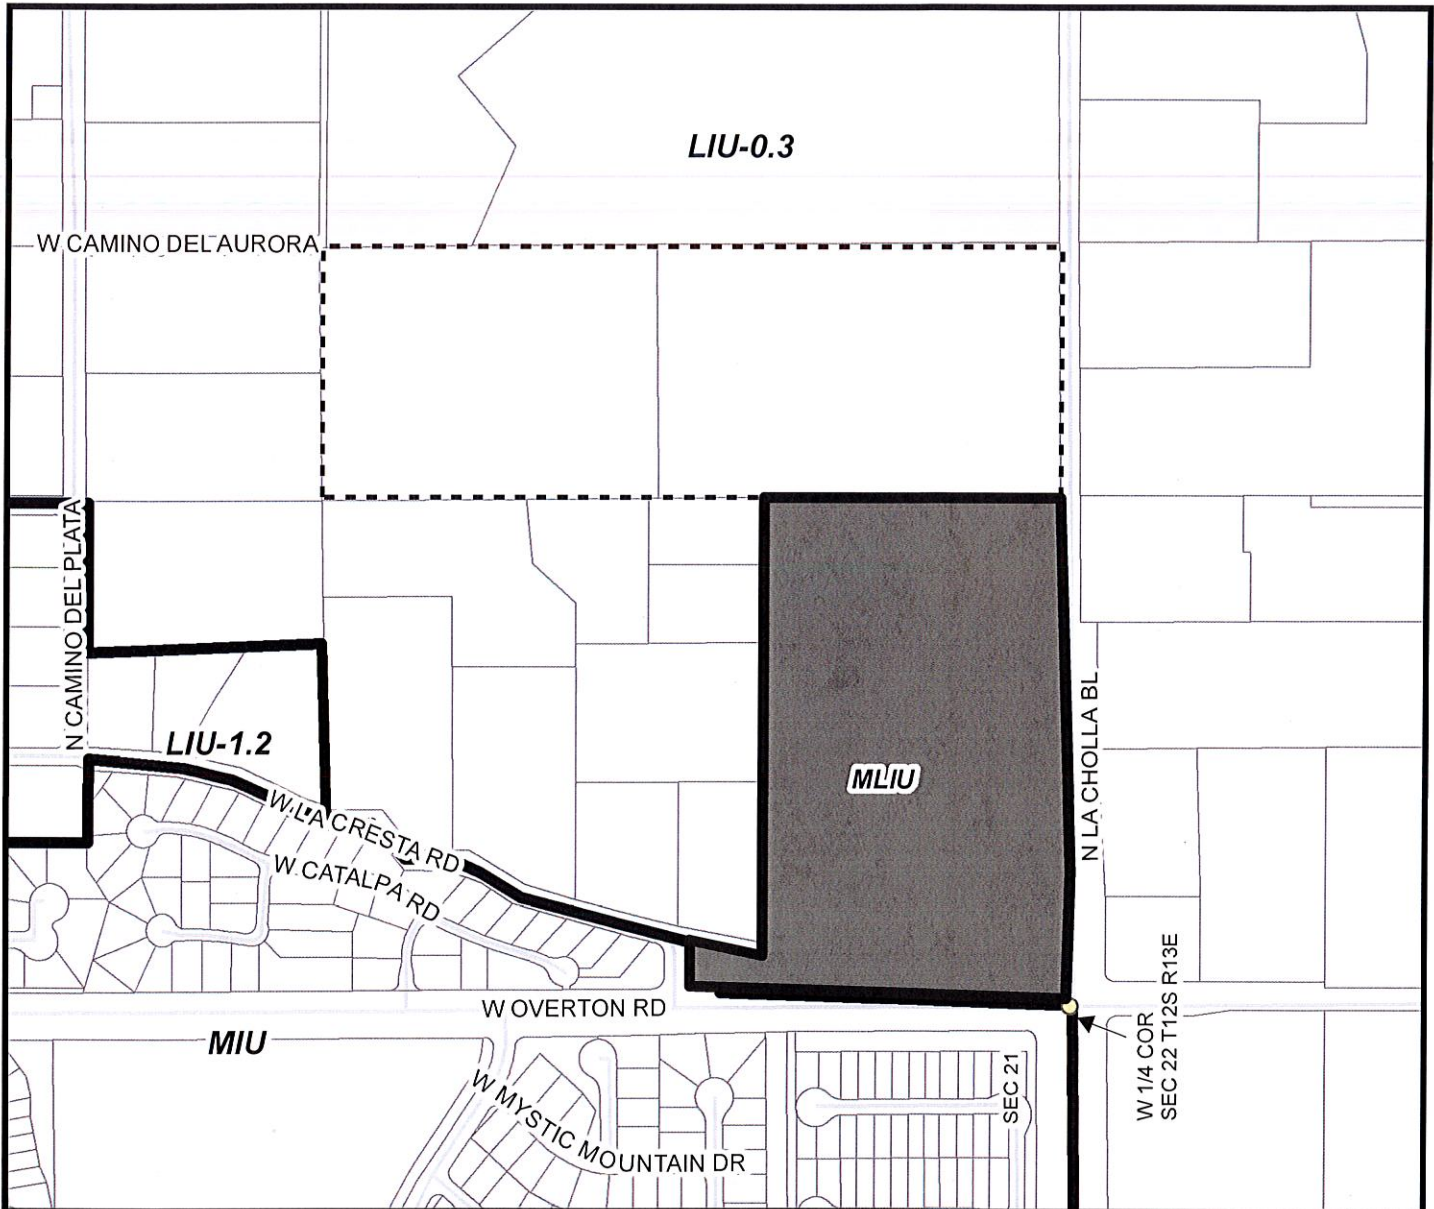 LIU-0.3
W CAMINO DEL AURORA
N CAMINO DEL PLATA
LIU-1.2
MLIU
N LA CHOLLA BL
W LA CRESTA RD
W CATALPA RD
W OVERTON RD
MIU
W MYSTIC MOUNTAIN DR
SEC 21
W 1/4 COR
SEC 22 T12S R13E